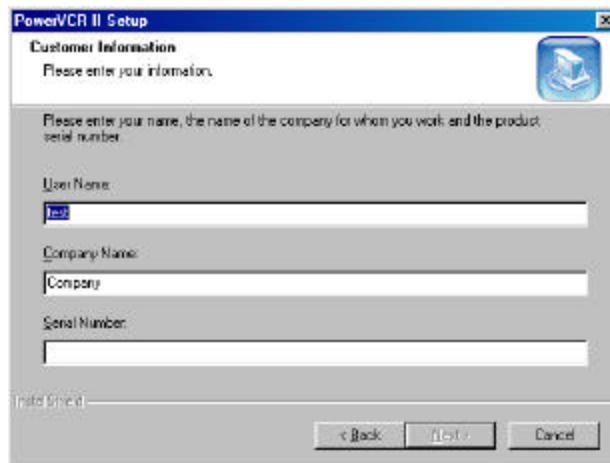 PowerVCR II Setup
Customer Information
Please enter your information.
Please enter your name, the name of the company for whom you work and the product
serial number.
User Name:
test
Company Name:
Company
Serial Number:
InstallShield
< Back
Next >
Cancel